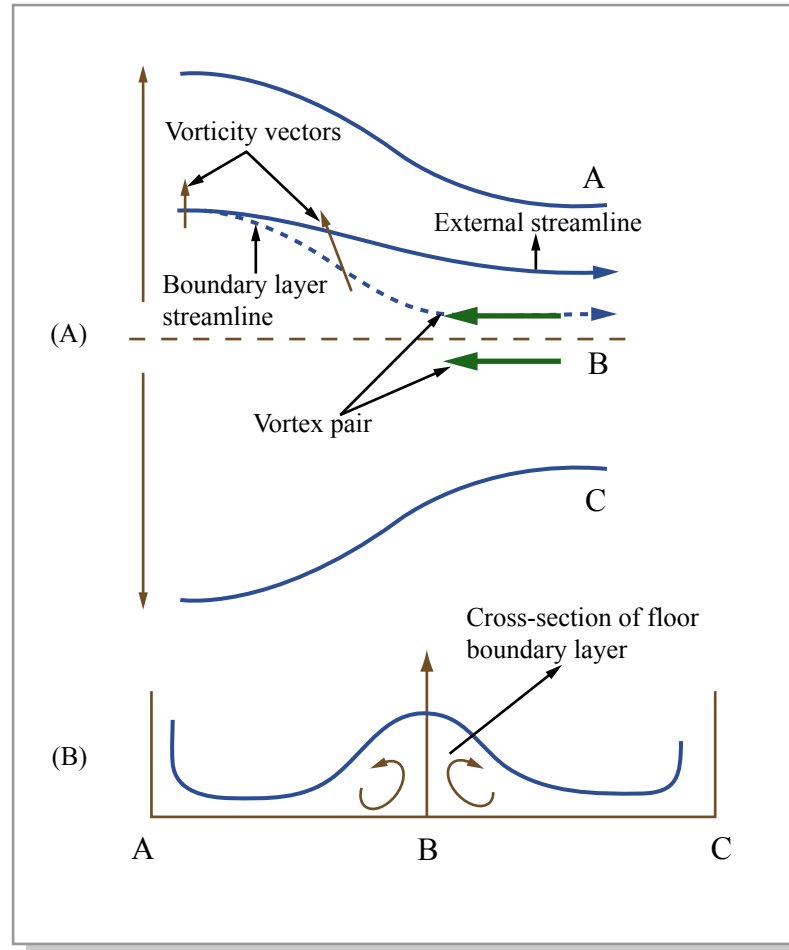 Vorticity vectors
A
External streamline
Boundary layer
streamline
(A)
B
Vortex pair
C
Cross-section of floor
boundary layer
(B)
A
B
C